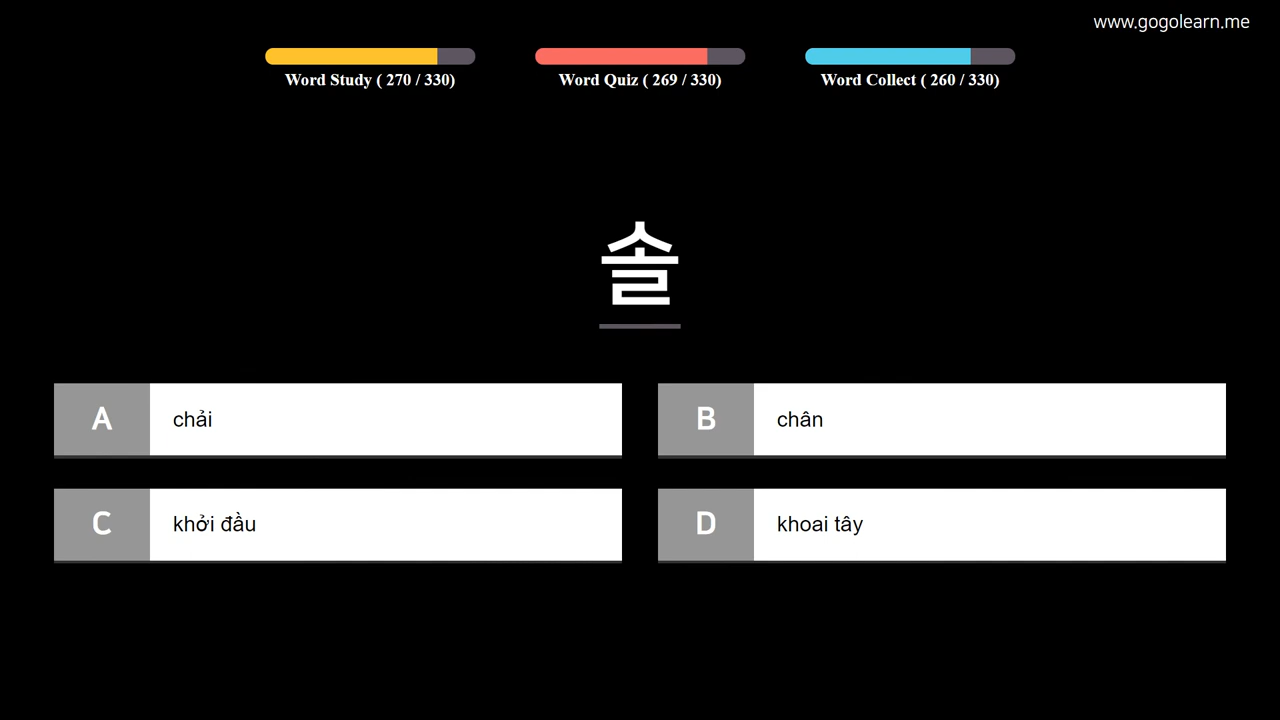 www.gogolearn.me
Word Study ( 270 / 330)
Word Quiz ( 269 / 330)
Word Collect ( 260 / 330)
솔
A chải
B chân
C khởi đầu
D khoai tây